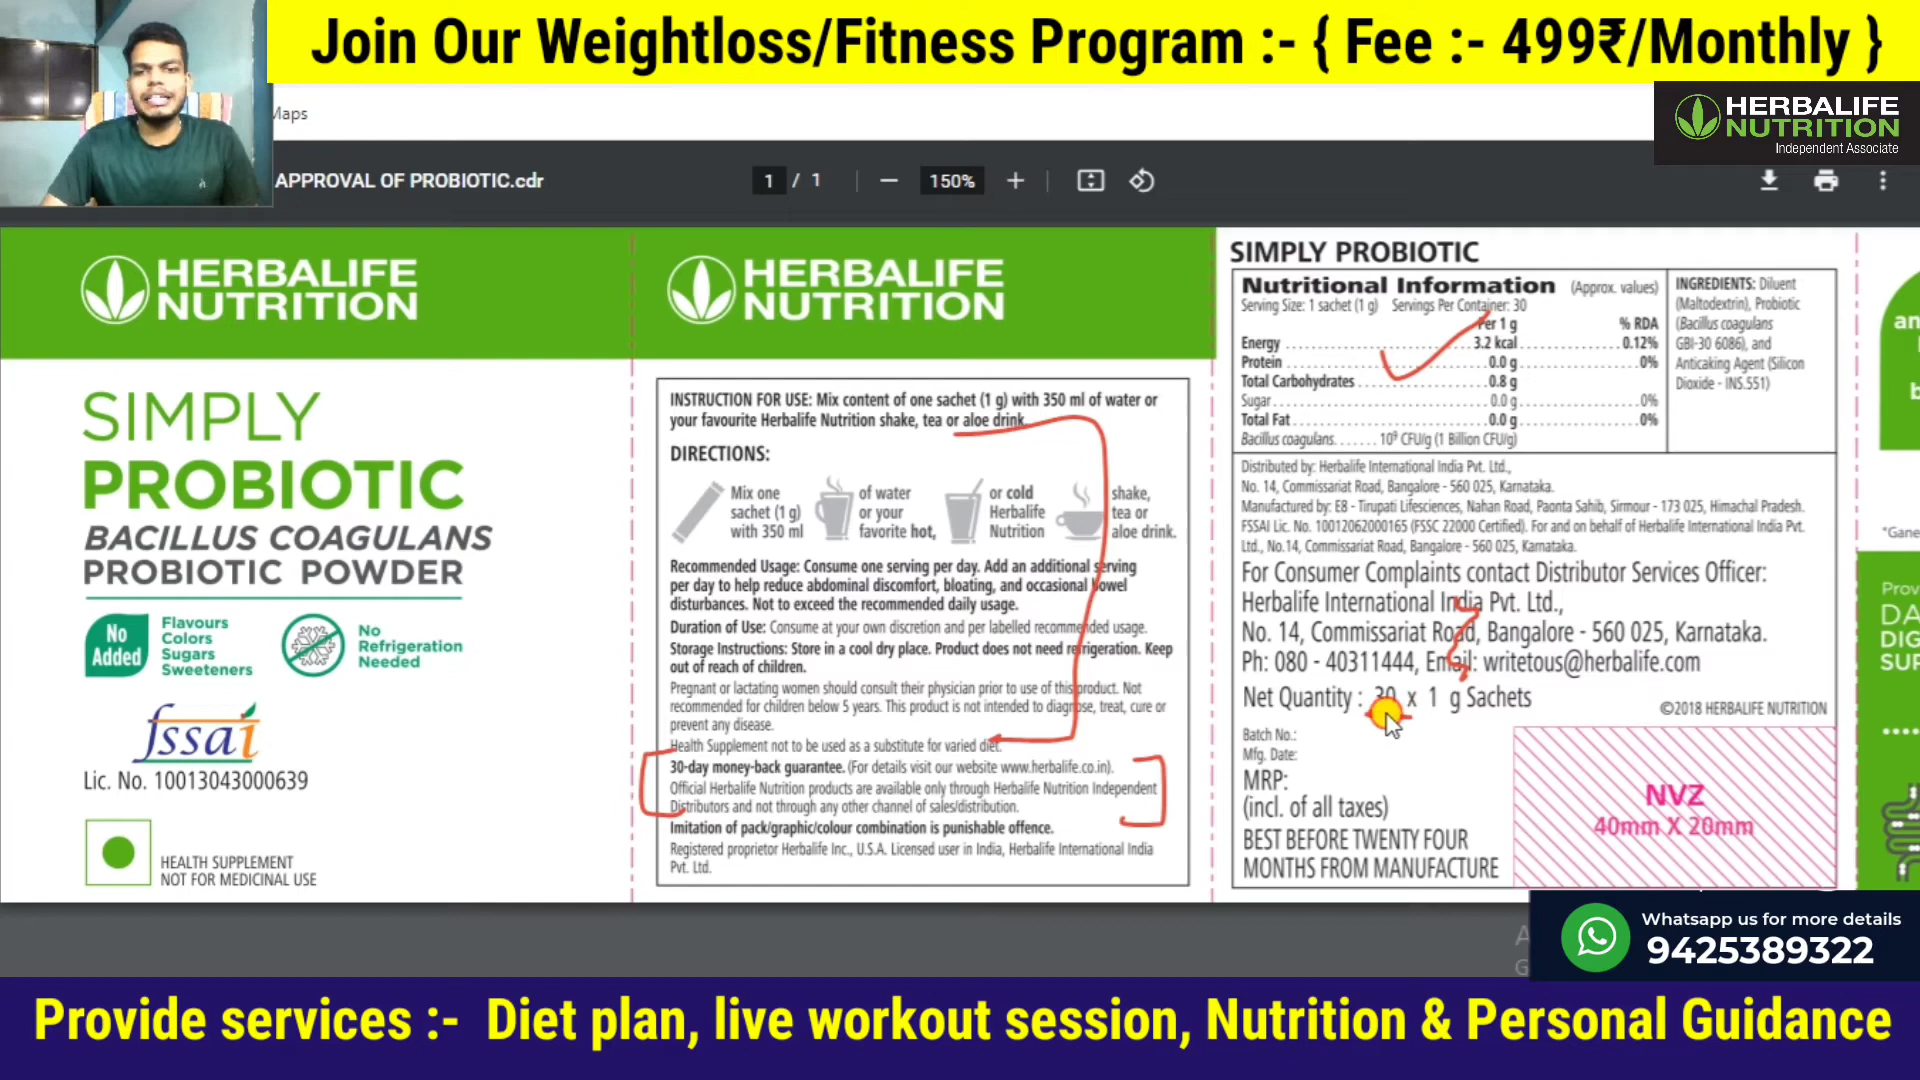 Join Our Weightloss/Fitness Program :- { Fee :- 499₹/Monthly }
Maps
HERBALIFE
NUTRITION
Independent Associate
APPROVAL OF PROBIOTIC.cdr
1 / 1
150%
HERBALIFE
NUTRITION
SIMPLY
PROBIOTIC
BACILLUS COAGULANS
PROBIOTIC POWDER
No
Added
Flavours
Colors
Sugars
Sweeteners
No
Refrigeration
Needed
fssai
Lic. No. 10013043000639
HEALTH SUPPLEMENT
NOT FOR MEDICINAL USE
HERBALIFE
NUTRITION
INSTRUCTION FOR USE: Mix content of one sachet (1 g) with 350 ml of water or
your favourite Herbalife Nutrition shake, tea or aloe drink.
DIRECTIONS:
Mix one
sachet (1 g)
with 350 ml
of water
or your
favorite hot,
or cold
Herbalife
Nutrition
shake,
tea or
aloe drink.
Recommended Usage: Consume one serving per day. Add an additional serving
per day to help reduce abdominal discomfort, bloating, and occasional bowel
disturbances. Not to exceed the recommended daily usage.
Duration of Use: Consume at your own discretion and per labelled recommended usage.
Storage Instructions: Store in a cool dry place. Product does not need refrigeration. Keep
out of reach of children.
Pregnant or lactating women should consult their physician prior to use of this product. Not
recommended for children below 5 years. This product is not intended to diagnose, treat, cure or
prevent any disease.
Health Supplement not to be used as a substitute for varied diet.
30-day money-back guarantee. (For details visit our website www.herbalife.co.in).
Official Herbalife Nutrition products are available only through Herbalife Nutrition Independent
Distributors and not through any other channel of sales/distribution.
Imitation of pack/graphic/colour combination is punishable offence.
Registered proprietor Herbalife Inc., U.S.A. Licensed user in India, Herbalife International India
Pvt. Ltd.
SIMPLY PROBIOTIC
Nutritional Information (Approx. values)
Serving Size: 1 sachet (1 g) Servings Per Container: 30
Per 1 g % RDA
Energy 3.2 kcal 0.12%
Protein 0.0 g 0%
Total Carbohydrates 0.8 g
Sugar 0.0 g 0%
Total Fat 0.0 g 0%
Bacillus coagulans 10⁹ CFU/g (1 Billion CFU/g)
INGREDIENTS: Diluent
(Maltodextrin), Probiotic
(Bacillus coagulans
GBI-30 6086), and
Anticaking Agent (Silicon
Dioxide - INS.551)
Distributed by: Herbalife International India Pvt. Ltd.,
No. 14, Commissariat Road, Bangalore - 560 025, Karnataka.
Manufactured by: E8 - Tirupati Lifesciences, Nahan Road, Paonta Sahib, Sirmour - 173 025, Himachal Pradesh.
FSSAI Lic. No. 10012062000165 (FSSC 22000 Certified). For and on behalf of Herbalife International India Pvt.
Ltd., No.14, Commissariat Road, Bangalore - 560 025, Karnataka.
For Consumer Complaints contact Distributor Services Officer:
Herbalife International India Pvt. Ltd.,
No. 14, Commissariat Road, Bangalore - 560 025, Karnataka.
Ph: 080 - 40311444, Email: writetous@herbalife.com
Net Quantity : 30 x 1 g Sachets
©2018 HERBALIFE NUTRITION
Batch No.:
Mfg. Date:
MRP:
(incl. of all taxes)
BEST BEFORE TWENTY FOUR
MONTHS FROM MANUFACTURE
NVZ
40mm X 20mm
an
b
*Gane
Prov
DA
DIG
SUP
Whatsapp us for more details
9425389322
Provide services :- Diet plan, live workout session, Nutrition & Personal Guidance